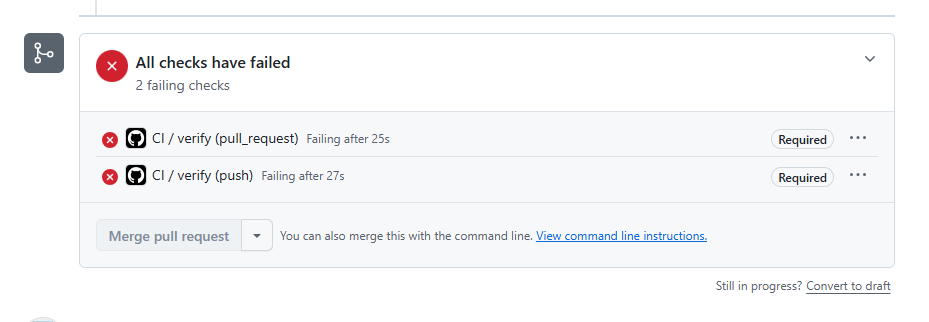 All checks have failed
2 failing checks
CI / verify (pull_request) Failing after 25s Required
CI / verify (push) Failing after 27s Required
Merge pull request You can also merge this with the command line. View command line instructions.
Still in progress? Convert to draft